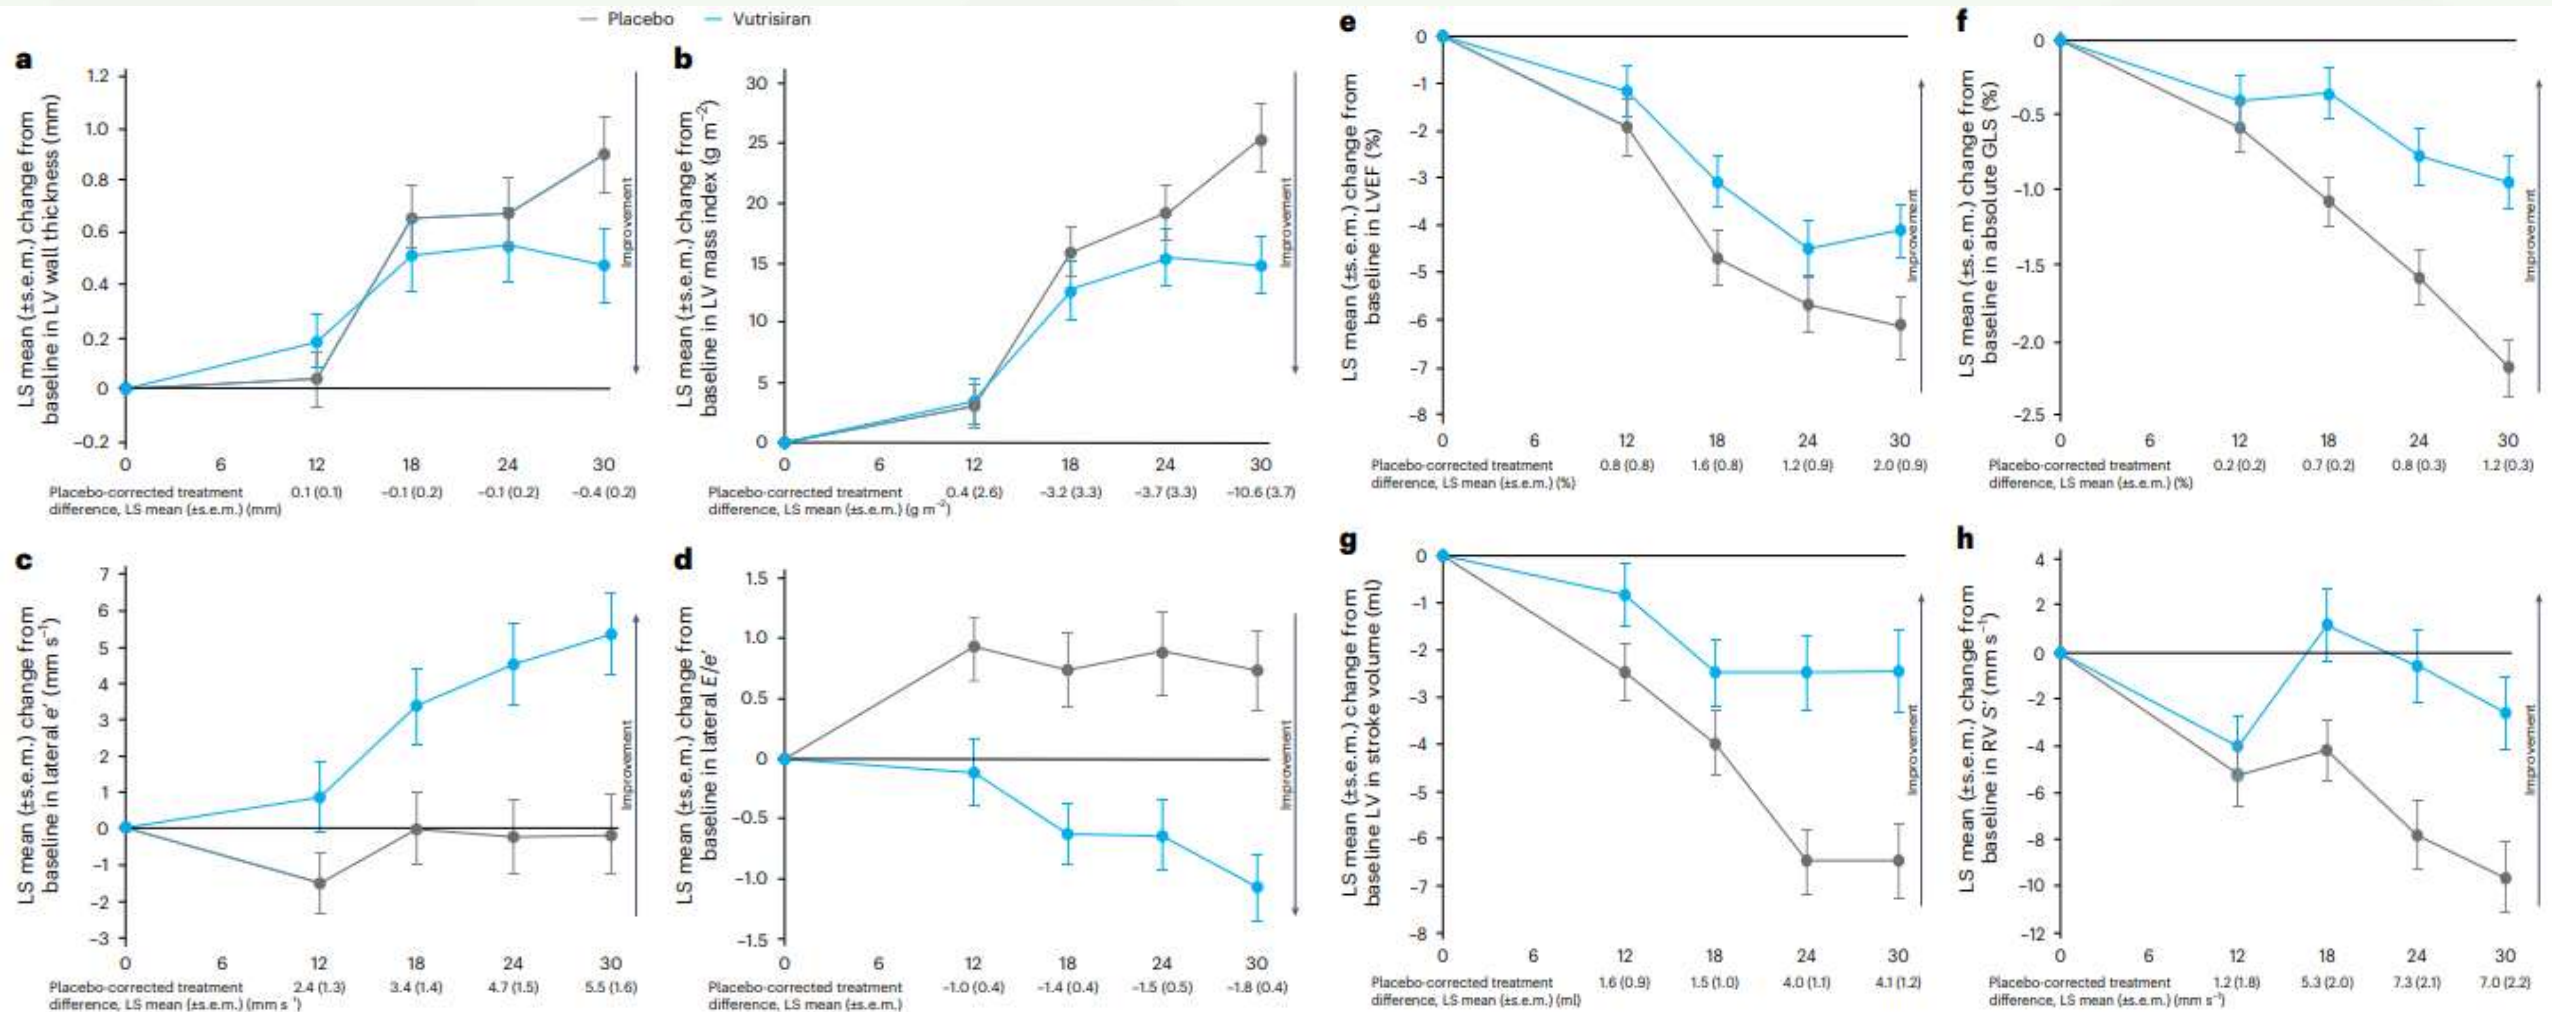 Placebo Vutrisiran
a
LS mean (±s.e.m.) change from
baseline in LV wall thickness (mm)
1.2
1.0
0.8
0.6
0.4
0.2
0
−0.2
Improvement
0 6 12 18 24 30
Placebo-corrected treatment 0.1 (0.1) −0.1 (0.2) −0.1 (0.2) −0.4 (0.2)
difference, LS mean (±s.e.m.) (mm)
b
LS mean (±s.e.m.) change from
baseline in LV mass index (g m⁻²)
30
25
20
15
10
5
0
Improvement
0 6 12 18 24 30
Placebo-corrected treatment 0.4 (2.6) −3.2 (3.3) −3.7 (3.3) −10.6 (3.7)
difference, LS mean (±s.e.m.) (g m⁻²)
c
LS mean (±s.e.m.) change from
baseline in lateral e′ (mm s⁻¹)
7
6
5
4
3
2
1
0
−1
−2
−3
Improvement
0 6 12 18 24 30
Placebo-corrected treatment 2.4 (1.3) 3.4 (1.4) 4.7 (1.5) 5.5 (1.6)
difference, LS mean (±s.e.m.) (mm s⁻¹)
d
LS mean (±s.e.m.) change from
baseline in lateral E/e′
1.5
1.0
0.5
0
−0.5
−1.0
−1.5
Improvement
0 6 12 18 24 30
Placebo-corrected treatment −1.0 (0.4) −1.4 (0.4) −1.5 (0.5) −1.8 (0.4)
difference, LS mean (±s.e.m.)
e
LS mean (±s.e.m.) change from
baseline in LVEF (%)
0
−1
−2
−3
−4
−5
−6
−7
−8
Improvement
0 6 12 18 24 30
Placebo-corrected treatment 0.8 (0.8) 1.6 (0.8) 1.2 (0.9) 2.0 (0.9)
difference, LS mean (±s.e.m.) (%)
f
LS mean (±s.e.m.) change from
baseline in absolute GLS (%)
0
−0.5
−1.0
−1.5
−2.0
−2.5
Improvement
0 6 12 18 24 30
Placebo-corrected treatment 0.2 (0.2) 0.7 (0.2) 0.8 (0.3) 1.2 (0.3)
difference, LS mean (±s.e.m.) (%)
g
LS mean (±s.e.m.) change from
baseline LV in stroke volume (ml)
0
−1
−2
−3
−4
−5
−6
−7
−8
Improvement
0 6 12 18 24 30
Placebo-corrected treatment 1.6 (0.9) 1.5 (1.0) 4.0 (1.1) 4.1 (1.2)
difference, LS mean (±s.e.m.) (ml)
h
LS mean (±s.e.m.) change from
baseline in RV S′ (mm s⁻¹)
4
2
0
−2
−4
−6
−8
−10
−12
Improvement
0 6 12 18 24 30
Placebo-corrected treatment 1.2 (1.8) 5.3 (2.0) 7.3 (2.1) 7.0 (2.2)
difference, LS mean (±s.e.m.) (mm s⁻¹)